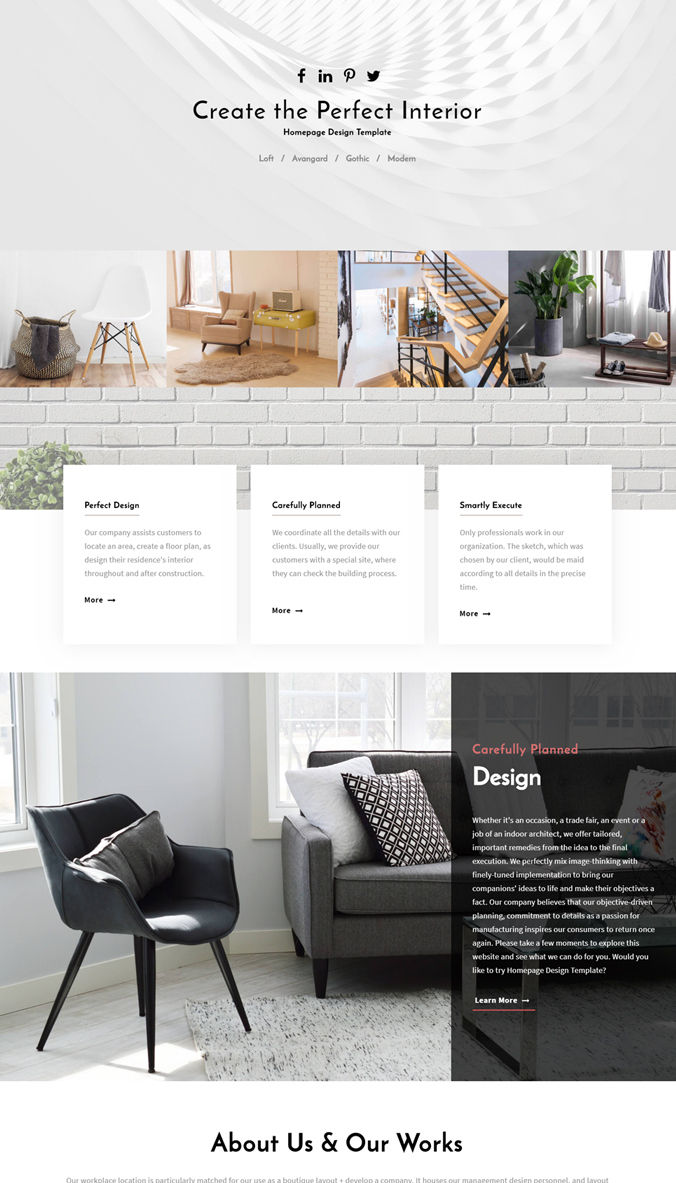 Create the Perfect Interior
Homepage Design Template
Loft / Avangard / Gothic / Modern
Perfect Design
Our company assists customers to
locate an area, create a floor plan, as
design their residence's interior
throughout and after construction.
More
Carefully Planned
We coordinate all the details with our
clients. Usually, we provide our
customers with a special site, where
they can check the building process.
More
Smartly Execute
Only professionals work in our
organization. The sketch, which was
chosen by our client, would be maid
according to all details in the precise
time.
More
Carefully Planned
Design
Whether it's an occasion, a trade fair, an event or a
job of an indoor architect, we offer tailored,
important remedies from the idea to the final
execution. We perfectly mix image-thinking with
finely-tuned implementation to bring our
companions' ideas to life and make their objectives a
fact. Our company believes that our objective-driven
planning, commitment to details as a passion for
manufacturing inspires our consumers to return once
again. Please take a few moments to explore this
website and see what we can do for you. Would you
like to try Homepage Design Template?
Learn More
About Us & Our Works
Our workplace location is particularly matched for our use as a boutique layout + develop a company. It houses our management design personnel, and layout